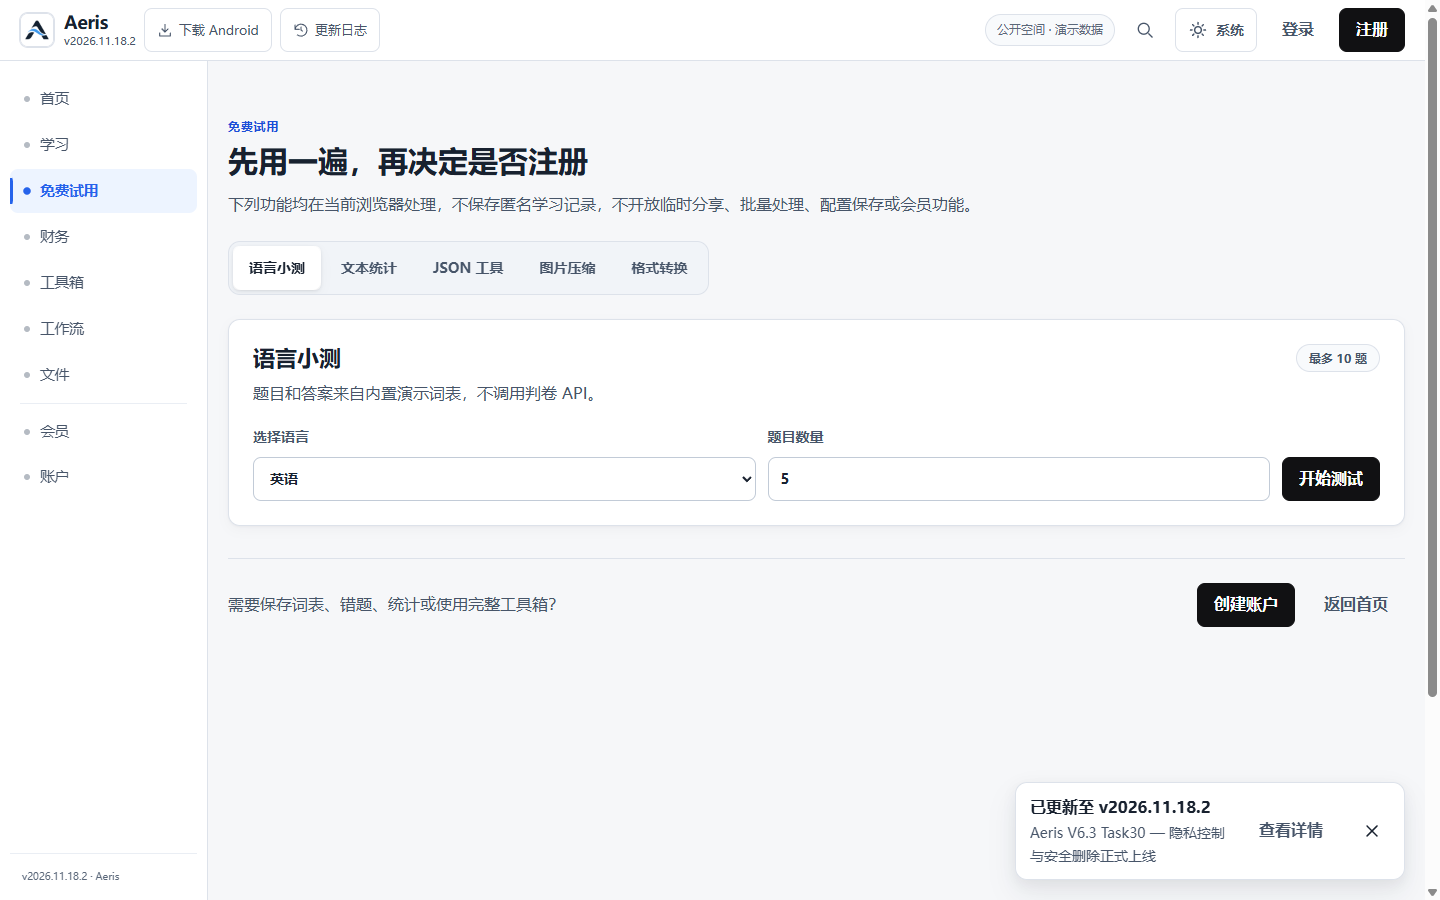 Aeris
v2026.11.18.2
下载 Android
更新日志
公开空间 · 演示数据
系统
登录
注册
首页
学习
免费试用
财务
工具箱
工作流
文件
会员
账户
v2026.11.18.2 · Aeris
免费试用
先用一遍，再决定是否注册
下列功能均在当前浏览器处理，不保存匿名学习记录，不开放临时分享、批量处理、配置保存或会员功能。
语言小测
文本统计
JSON 工具
图片压缩
格式转换
语言小测
最多 10 题
题目和答案来自内置演示词表，不调用判卷 API。
选择语言
题目数量
英语
5
开始测试
需要保存词表、错题、统计或使用完整工具箱？
创建账户
返回首页
已更新至 v2026.11.18.2
Aeris V6.3 Task30 — 隐私控制
与安全删除正式上线
查看详情